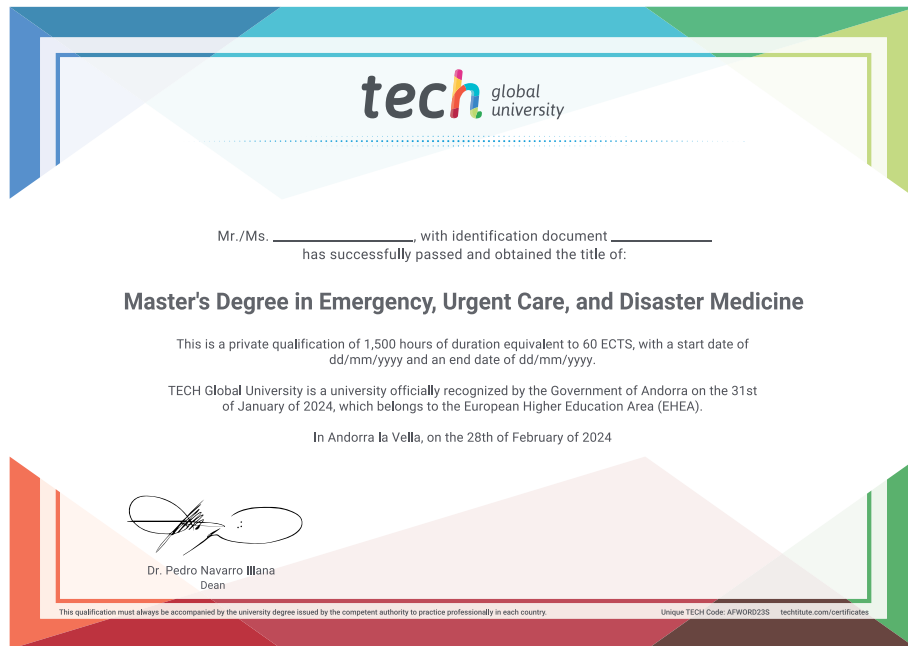 tech global
university
Mr./Ms. ________________, with identification document ____________
has successfully passed and obtained the title of:
Master's Degree in Emergency, Urgent Care, and Disaster Medicine
This is a private qualification of 1,500 hours of duration equivalent to 60 ECTS, with a start date of
dd/mm/yyyy and an end date of dd/mm/yyyy.
TECH Global University is a university officially recognized by the Government of Andorra on the 31st
of January of 2024, which belongs to the European Higher Education Area (EHEA).
In Andorra la Vella, on the 28th of February of 2024
Dr. Pedro Navarro Illana
Dean
This qualification must always be accompanied by the university degree issued by the competent authority to practice professionally in each country.
Unique TECH Code: AFWORD23S techtitute.com/certificates